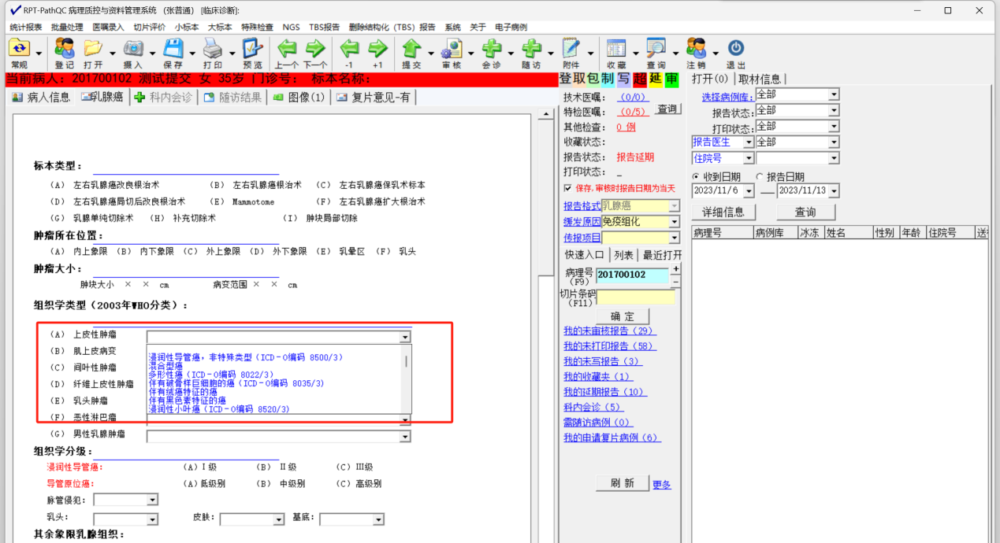 RPT-PathQC 病理质控与资料管理系统 （张普通） [临床诊断]:
统计报表 批量处理 医嘱录入 切片评价 小标本 大标本 特殊检查 NGS TBS报告 删除结构化（TBS）报告 系统 关于 电子病例
常规 登记 打开 摄入 保存 打印 预览 上一个 下一个 -1 +1 提交 审核 会诊 随访 附件 收藏 查询 注销 退出
当前病人: 201700102 测试提交 女 35岁 门诊号: 标本名称:
病人信息 乳腺癌 科内会诊 随访结果 图像(1) 复片意见-有
标本类型:
(A) 左右乳腺癌改良根治术 (B) 左右乳腺癌根治术 (C) 左右乳腺癌保乳术标本
(D) 左右乳腺癌局切后改良根治术 (E) Mammotome (F) 左右乳腺癌扩大根治术
(G) 乳腺单纯切除术 (H) 补充切除术 (I) 肿块局部切除
肿瘤所在位置:
(A) 内上象限 (B) 内下象限 (C) 外上象限 (D) 外下象限 (E) 乳晕区 (F) 乳头
肿瘤大小:
肿块大小 × × cm 病变范围 × × cm
组织学类型（2003年WHO分类）:
(A) 上皮性肿瘤
(B) 肌上皮病变
(C) 间叶性肿瘤
(D) 纤维上皮性肿瘤
(E) 乳头肿瘤
(F) 恶性淋巴瘤
(G) 男性乳腺肿瘤
浸润性导管癌，非特殊类型（ICD-O编码 8500/3）
混合型癌
多形性癌（ICD-O编码 8022/3）
伴有破骨样巨细胞的癌（ICD-O编码 8035/3）
伴有绒癌特征的癌
伴有黑色素特征的癌
浸润性小叶癌（ICD-O编码 8520/3）
组织学分级:
浸润性导管癌: (A) I 级 (B) II 级 (C) III级
导管原位癌: (A)低级别 (B) 中级别 (C) 高级别
脉管侵犯:
乳头: 皮肤: 基底:
其余象限乳腺组织:
登 取 包 制 写 超 延 审
技术医嘱: （0/0）
特检医嘱: （0/5） 查询
其他检查: 0 例
收藏状态:
报告状态: 报告延期
打印状态: _
保存,审核时报告日期为当天
报告格式 乳腺癌
缓发原因 免疫组化
传报项目
快速入口 列表 最近打开
病理号 201700102 +
(F9) −
切片条码
(F11)
确 定
我的未审核报告（29）
我的未打印报告（58）
我的未写报告（3）
我的收藏夹（1）
我的延期报告（10）
科内会诊（5）
需随访病例（0）
我的申请复片病例（6）
刷 新 更多
打开(O) 取材信息
选择病例库: 全部
报告状态: 全部
打印状态: 全部
报告医生 全部
住院号
收到日期 报告日期
2023/11/6 — 2023/11/13
详细信息 查询
病理号 病例库 冰冻 姓名 性别 年龄 住院号